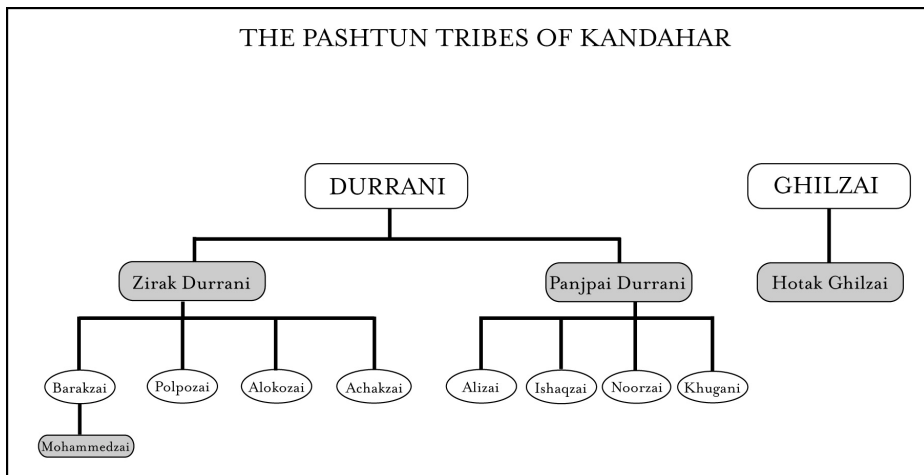 THE PASHTUN TRIBES OF KANDAHAR
DURRANI
GHILZAI
Zirak Durrani
Panjpai Durrani
Hotak Ghilzai
Barakzai
Polpozai
Alokozai
Achakzai
Alizai
Ishaqzai
Noorzai
Khugani
Mohammedzai